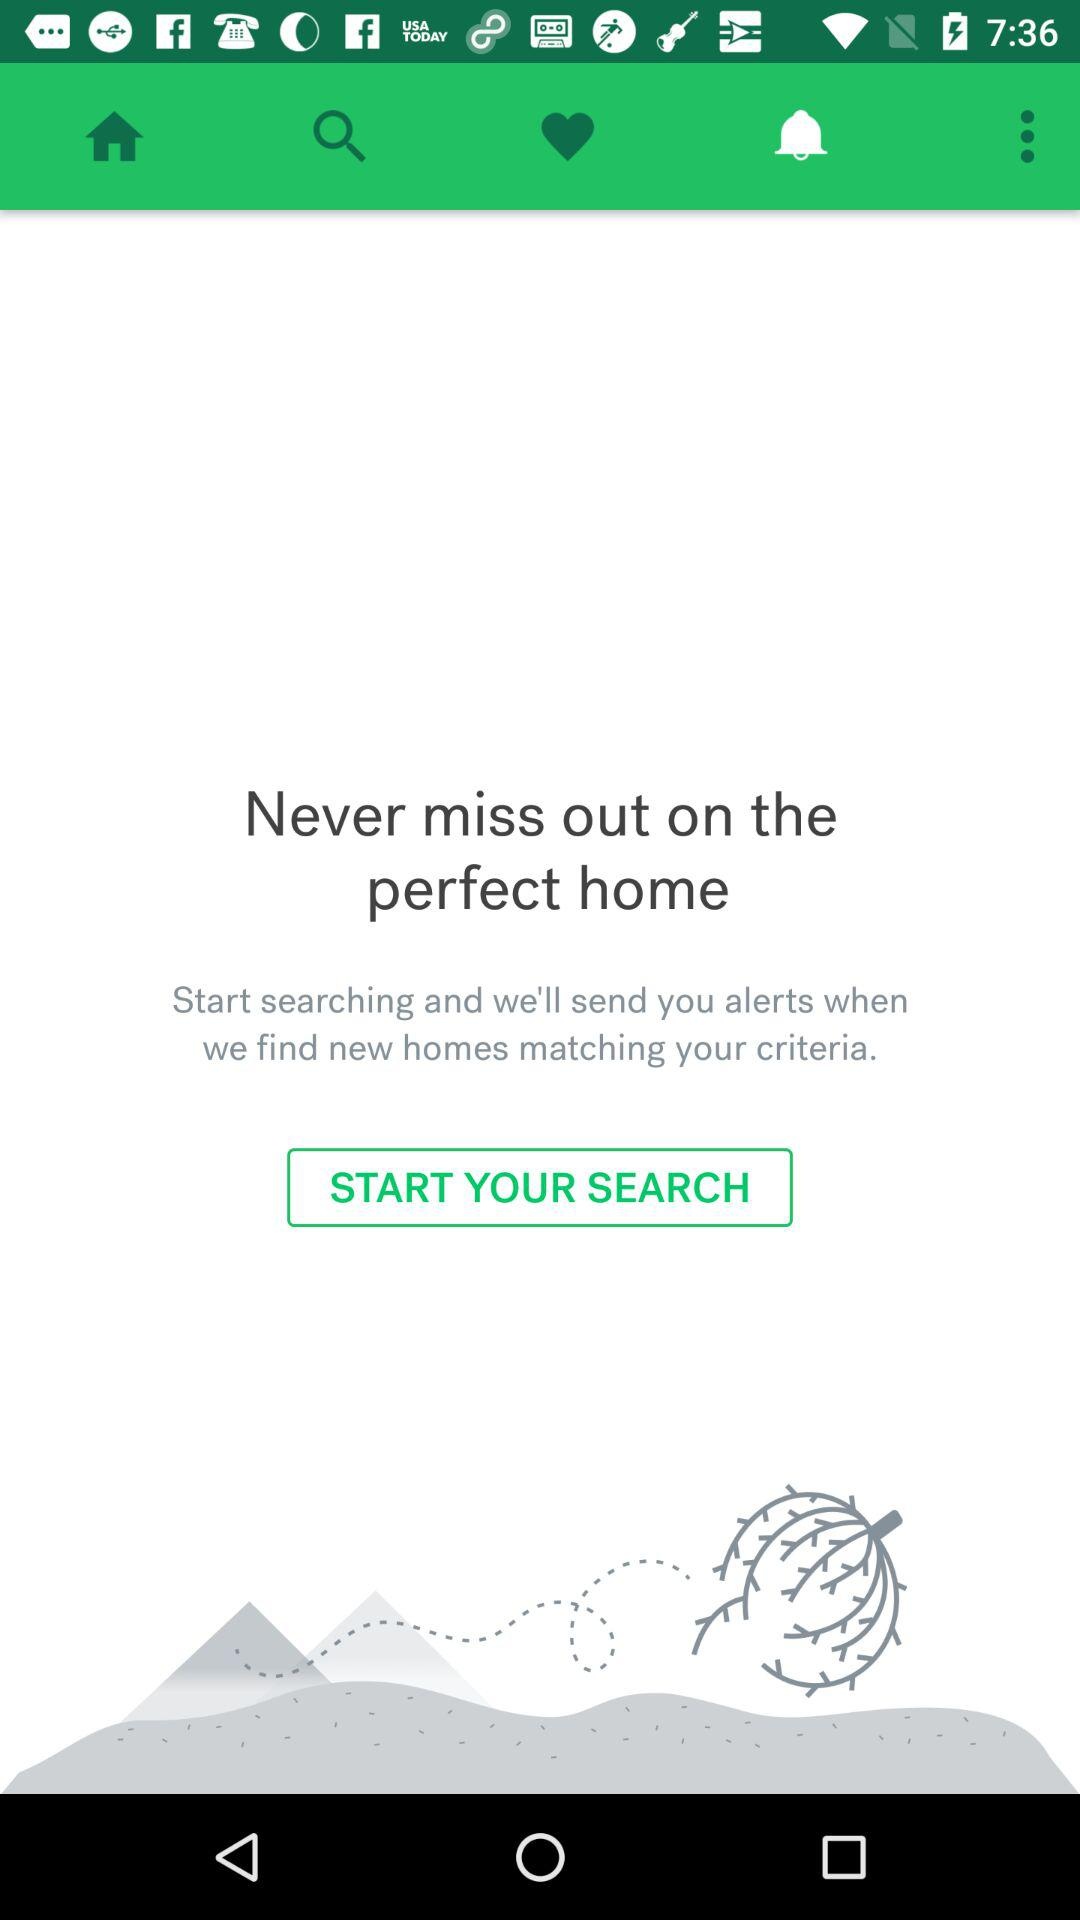 USA
TODAY
7:36
Never miss out on the
perfect home
Start searching and we'll send you alerts when
we find new homes matching your criteria.
START YOUR SEARCH